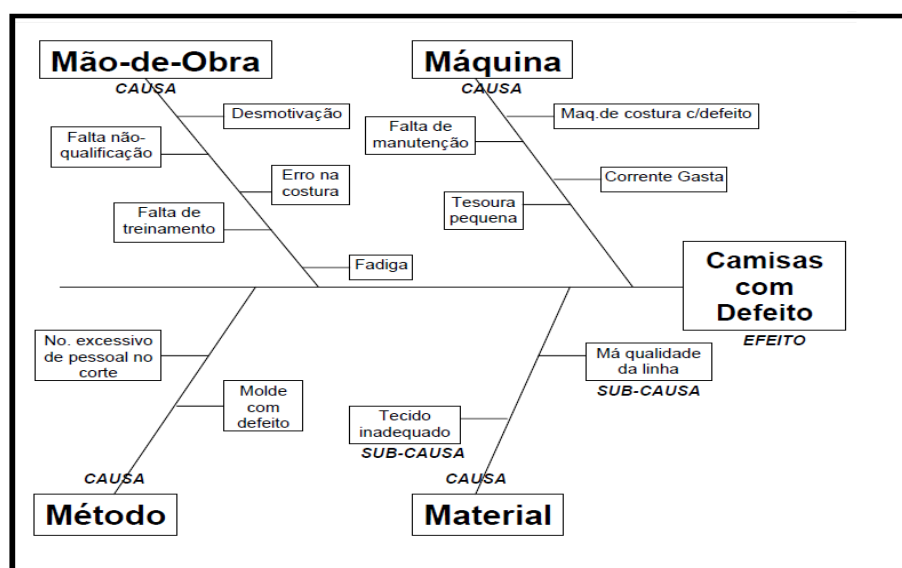 Mão-de-Obra
CAUSA
Desmotivação
Falta não-
qualificação
Erro na
costura
Falta de
treinamento
Fadiga
Máquina
CAUSA
Maq.de costura c/defeito
Falta de
manutenção
Corrente Gasta
Tesoura
pequena
Camisas
com
Defeito
EFEITO
No. excessivo
de pessoal no
corte
Molde
com
defeito
CAUSA
Método
Má qualidade
da linha
SUB-CAUSA
Tecido
inadequado
SUB-CAUSA
CAUSA
Material